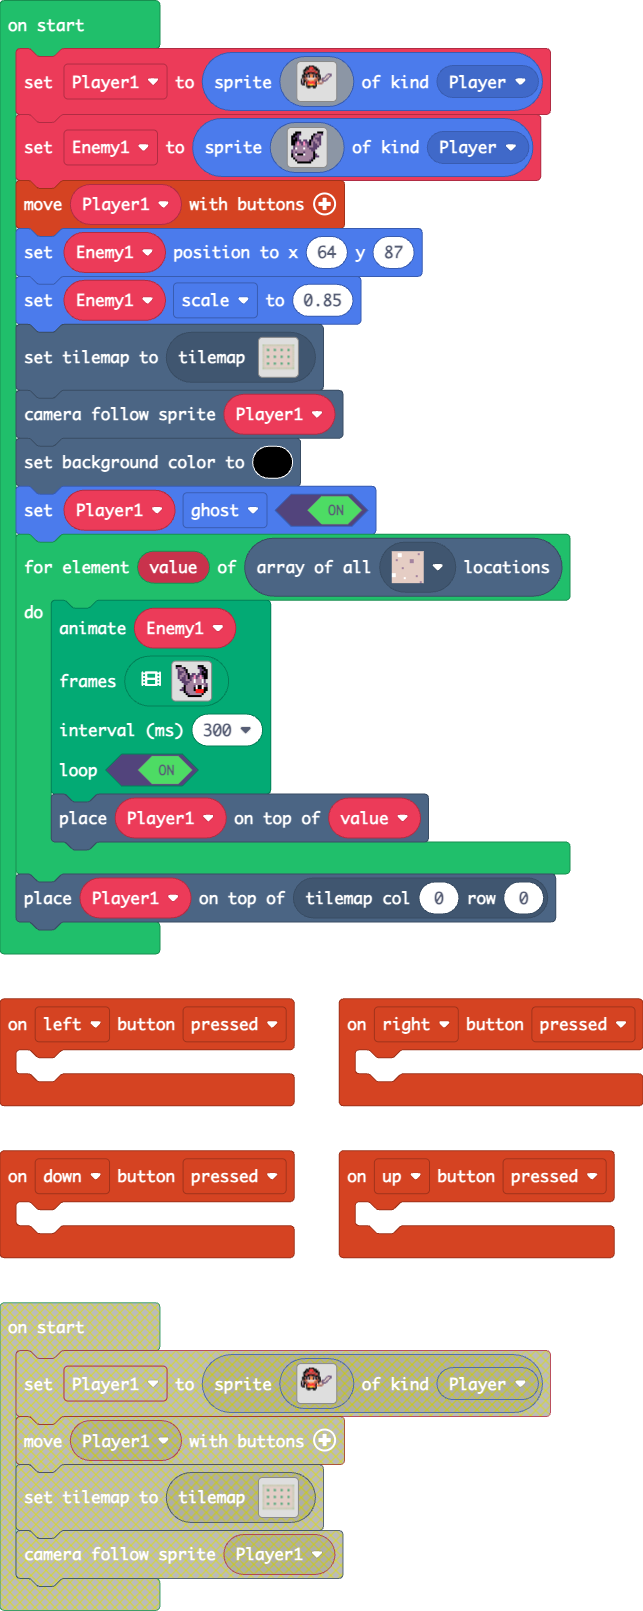 on start
set Player1 to sprite of kind Player
set Enemy1 to sprite of kind Player
move Player1 with buttons
set Enemy1 position to x 64 y 87
set Enemy1 scale to 0.85
set tilemap to tilemap
camera follow sprite Player1
set background color to
set Player1 ghost ON
for element value of array of all locations
do
animate Enemy1
frames
interval (ms) 300
loop ON
place Player1 on top of value
place Player1 on top of tilemap col 0 row 0
on left button pressed
on right button pressed
on down button pressed
on up button pressed
on start
set Player1 to sprite of kind Player
move Player1 with buttons
set tilemap to tilemap
camera follow sprite Player1